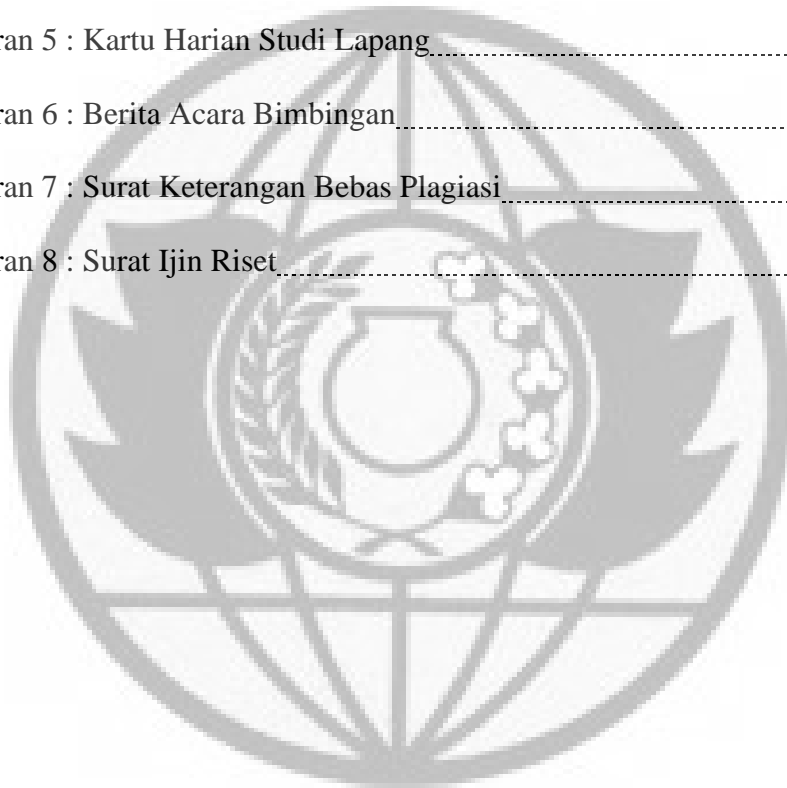 ran 5 : Kartu Harian Studi Lapang
ran 6 : Berita Acara Bimbingan
ran 7 : Surat Keterangan Bebas Plagiasi
ran 8 : Surat Ijin Riset